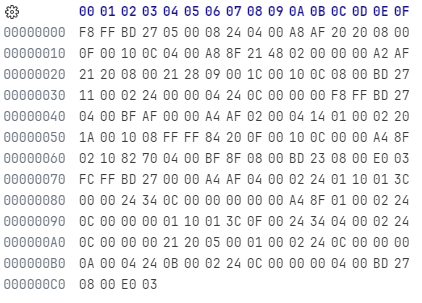 00 01 02 03 04 05 06 07 08 09 0A 0B 0C 0D 0E 0F
00000000 F8 FF BD 27 05 00 08 24 04 00 A8 AF 20 20 08 00
00000010 0F 00 10 0C 04 00 A8 8F 21 48 02 00 00 00 A2 AF
00000020 21 20 08 00 21 28 09 00 1C 00 10 0C 08 00 BD 27
00000030 11 00 02 24 00 00 04 24 0C 00 00 00 F8 FF BD 27
00000040 04 00 BF AF 00 00 A4 AF 02 00 04 14 01 00 02 20
00000050 1A 00 10 08 FF FF 84 20 0F 00 10 0C 00 00 A4 8F
00000060 02 10 82 70 04 00 BF 8F 08 00 BD 23 08 00 E0 03
00000070 FC FF BD 27 00 00 A4 AF 04 00 02 24 01 10 01 3C
00000080 00 00 24 34 0C 00 00 00 00 00 A4 8F 01 00 02 24
00000090 0C 00 00 00 01 10 01 3C 0F 00 24 34 04 00 02 24
000000A0 0C 00 00 00 21 20 05 00 01 00 02 24 0C 00 00 00
000000B0 0A 00 04 24 0B 00 02 24 0C 00 00 00 04 00 BD 27
000000C0 08 00 E0 03